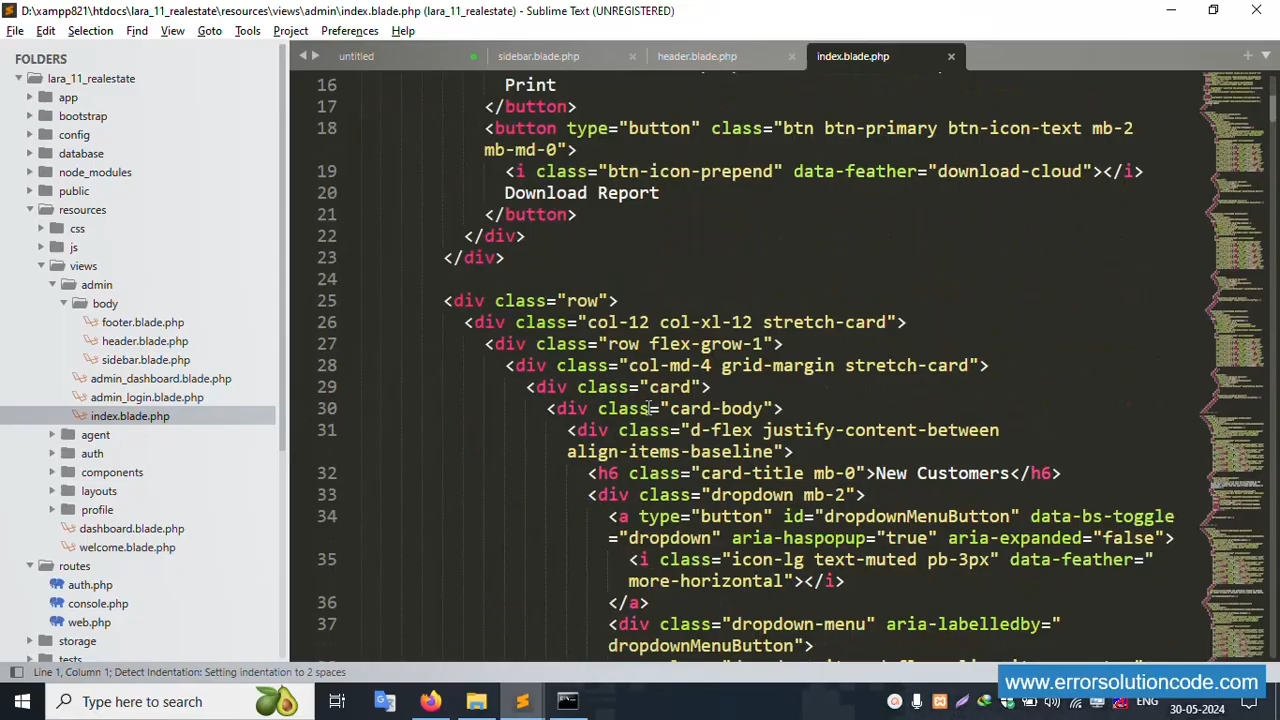 D:\xampp821\htdocs\lara_11_realestate\resources\views\admin\index.blade.php (lara_11_realestate) - Sublime Text (UNREGISTERED)
File Edit Selection Find View Goto Tools Project Preferences Help
FOLDERS
lara_11_realestate
app
bootstrap
config
database
node_modules
public
resources
css
js
views
admin
body
footer.blade.php
header.blade.php
sidebar.blade.php
admin_dashboard.blade.php
admin_login.blade.php
index.blade.php
agent
auth
components
layouts
profile
dashboard.blade.php
welcome.blade.php
routes
auth.php
console.php
web.php
storage
tests
untitled sidebar.blade.php header.blade.php index.blade.php
16 Print
17 </button>
18 <button type="button" class="btn btn-primary btn-icon-text mb-2
mb-md-0">
19 <i class="btn-icon-prepend" data-feather="download-cloud"></i>
20 Download Report
21 </button>
22 </div>
23 </div>
24
25 <div class="row">
26 <div class="col-12 col-xl-12 stretch-card">
27 <div class="row flex-grow-1">
28 <div class="col-md-4 grid-margin stretch-card">
29 <div class="card">
30 <div class="card-body">
31 <div class="d-flex justify-content-between
align-items-baseline">
32 <h6 class="card-title mb-0">New Customers</h6>
33 <div class="dropdown mb-2">
34 <a type="button" id="dropdownMenuButton" data-bs-toggle
="dropdown" aria-haspopup="true" aria-expanded="false">
35 <i class="icon-lg text-muted pb-3px" data-feather="
more-horizontal"></i>
36 </a>
37 <div class="dropdown-menu" aria-labelledby="
dropdownMenuButton">
Line 1, Column 1; Detect Indentation: Setting indentation to 2 spaces
www.errorsolutioncode.com
Type here to search
ENG
30-05-2024